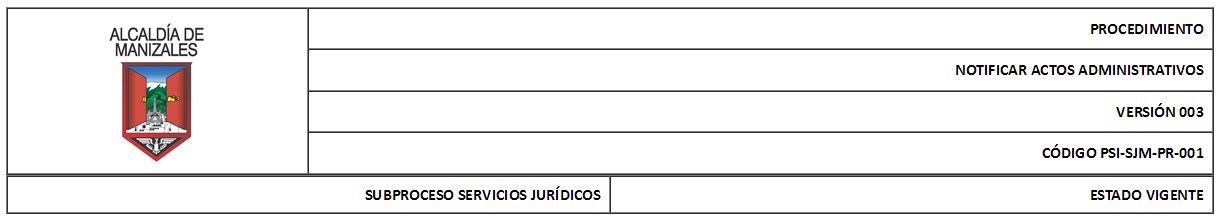 ALCALDÍA DE
MANIZALES
PROCEDIMIENTO
NOTIFICAR ACTOS ADMINISTRATIVOS
VERSIÓN 003
CÓDIGO PSI-SJM-PR-001
SUBPROCESO SERVICIOS JURÍDICOS
ESTADO VIGENTE